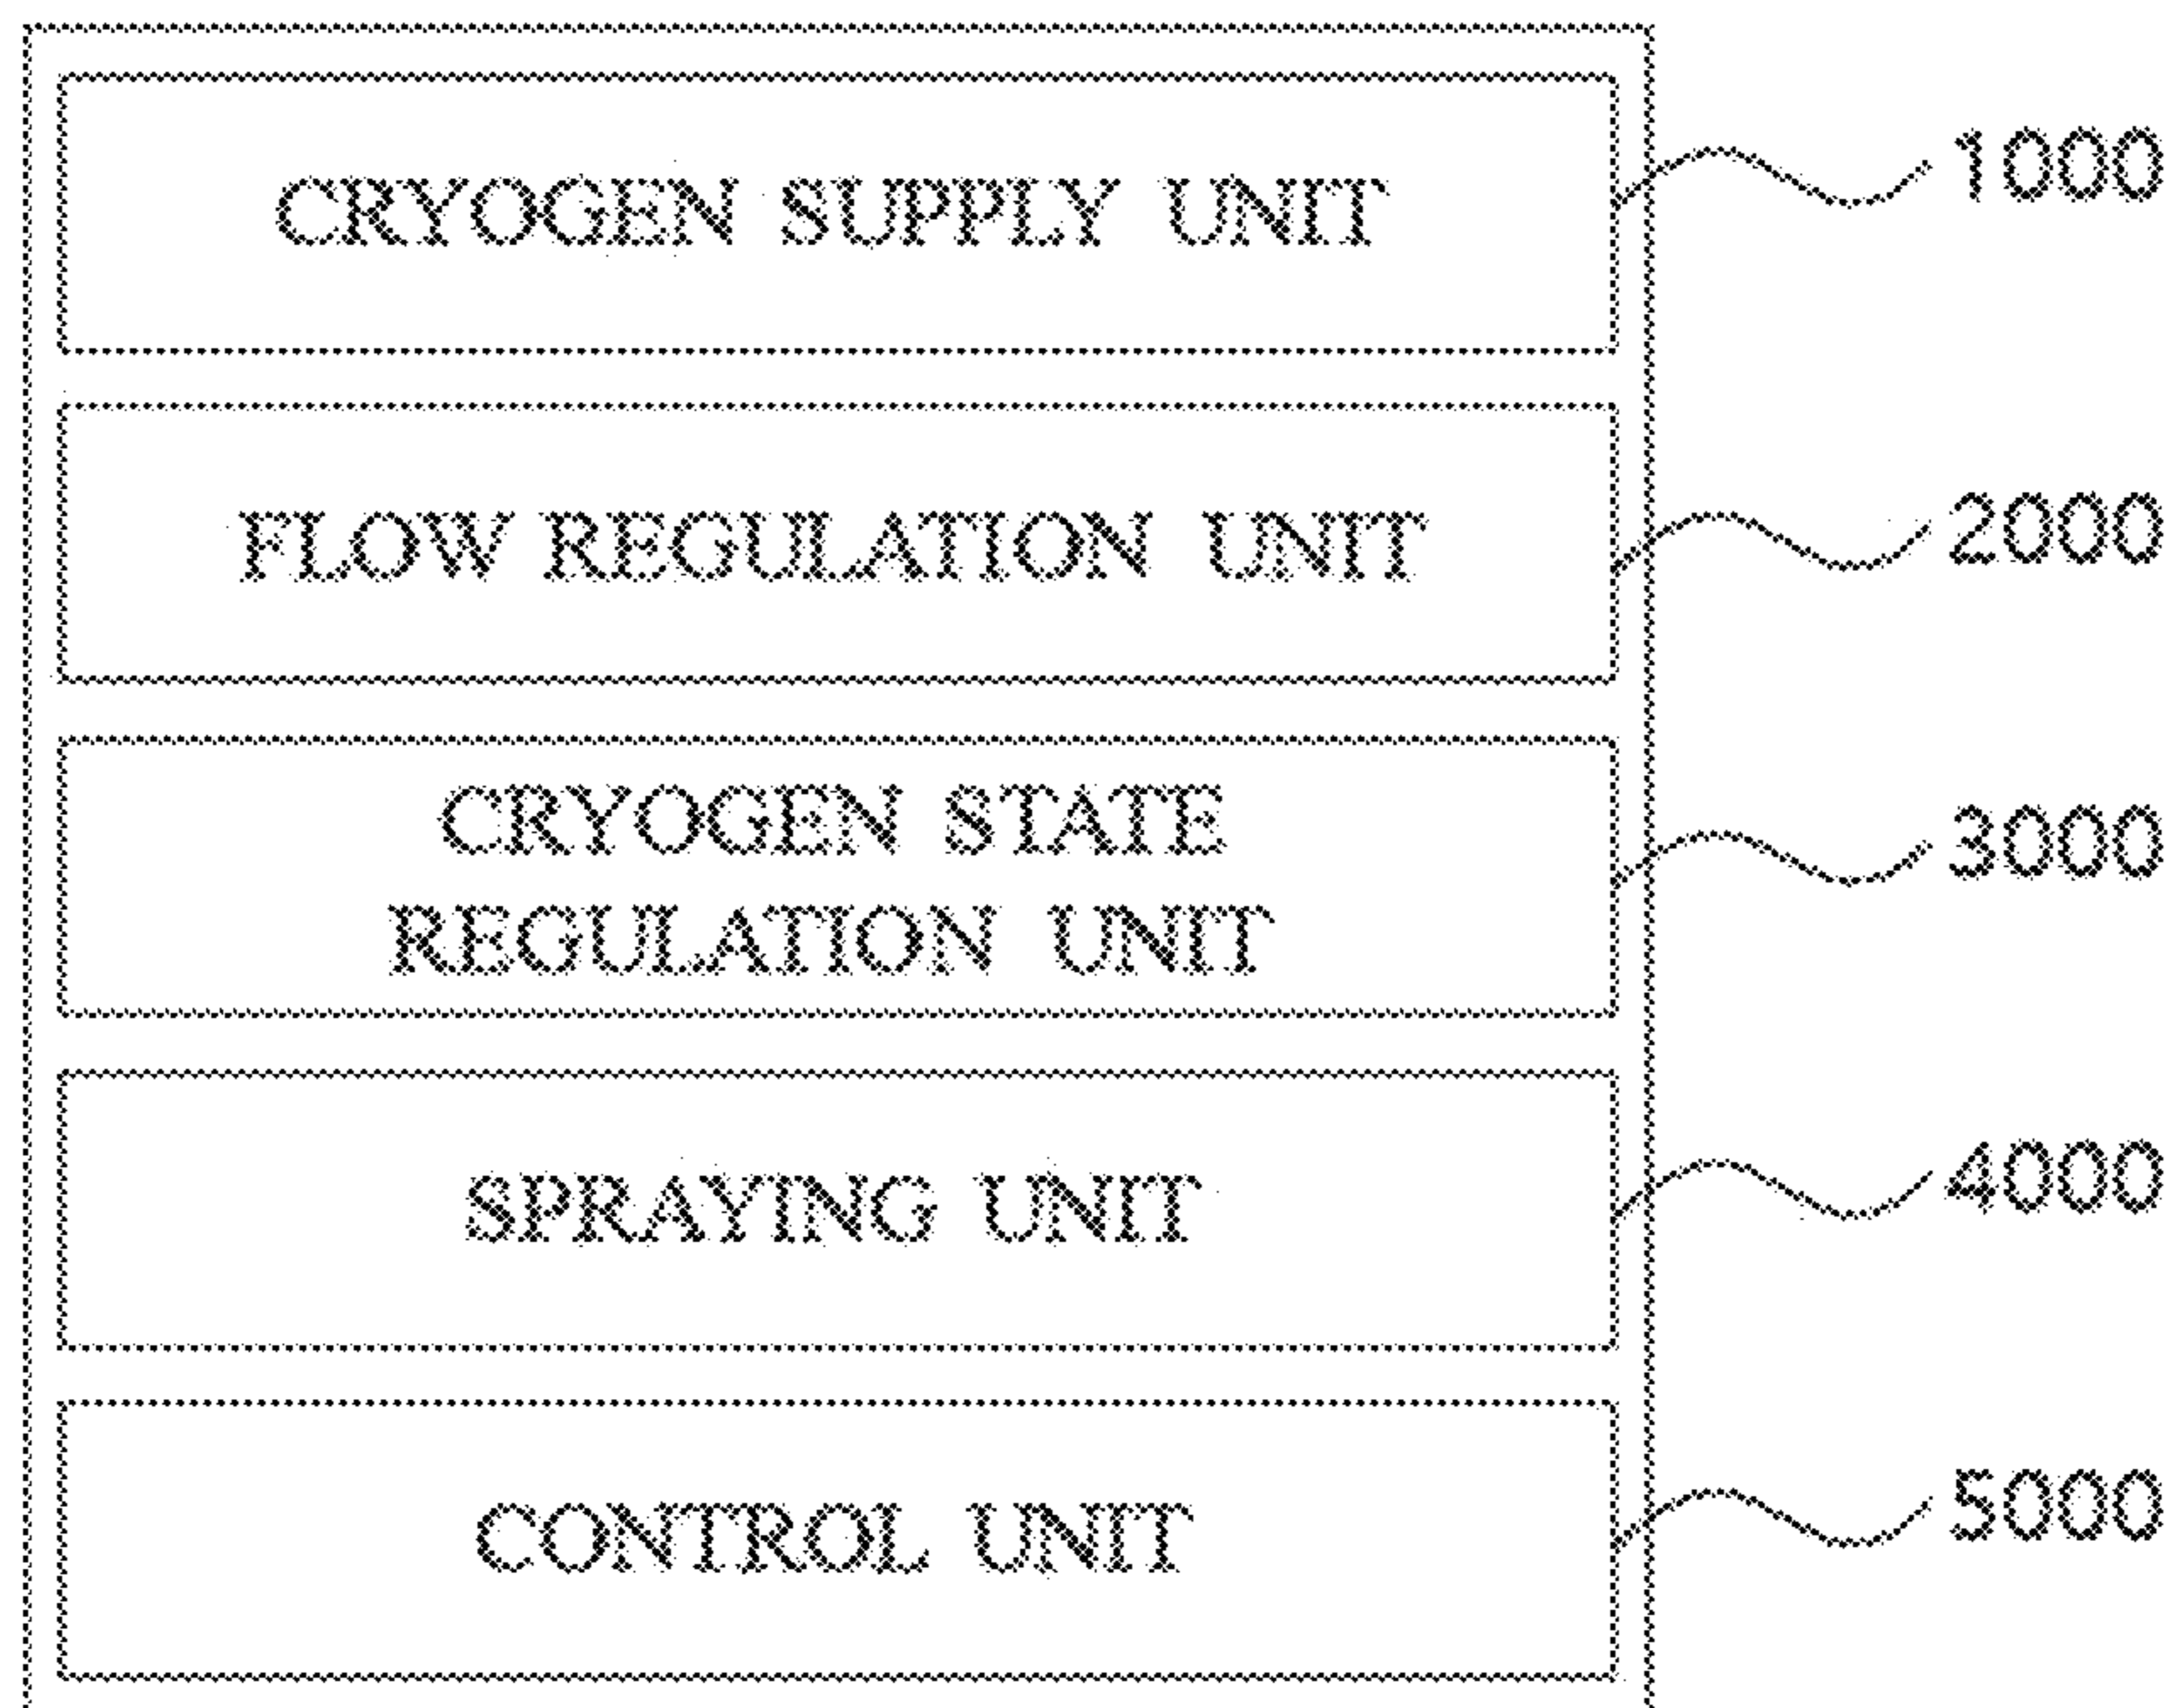 CRYOGEN SUPPLY UNIT
1000
FLOW REGULATION UNIT
2000
CRYOGEN STATE
REGULATION UNIT
3000
SPRAYING UNIT
4000
CONTROL UNIT
5000